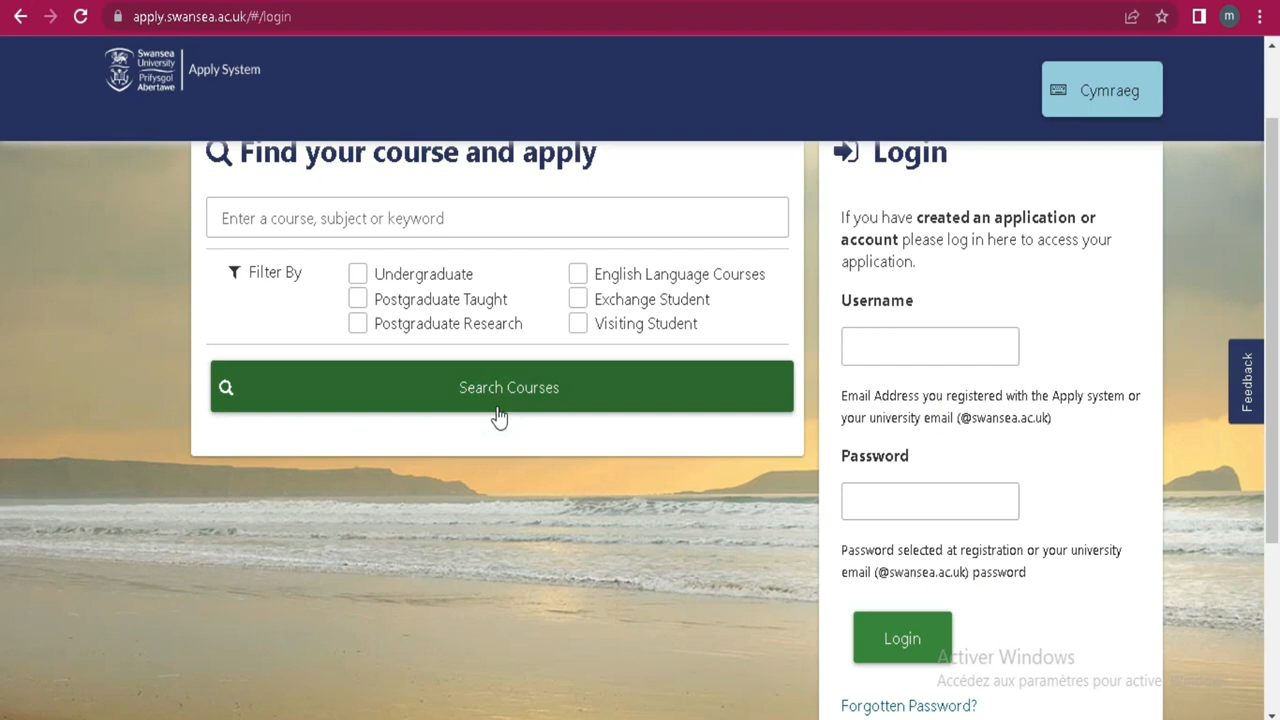 apply.swansea.ac.uk/#/login
m
Swansea
University
Prifysgol
Abertawe
Apply System
Cymraeg
Find your course and apply
Enter a course, subject or keyword
Filter By
Undergraduate
English Language Courses
Postgraduate Taught
Exchange Student
Postgraduate Research
Visiting Student
Search Courses
Login
If you have created an application or
account please log in here to access your
application.
Username
Email Address you registered with the Apply system or
your university email (@swansea.ac.uk)
Password
Password selected at registration or your university
email (@swansea.ac.uk) password
Login
Forgotten Password?
Feedback
Activer Windows
Accédez aux paramètres pour active